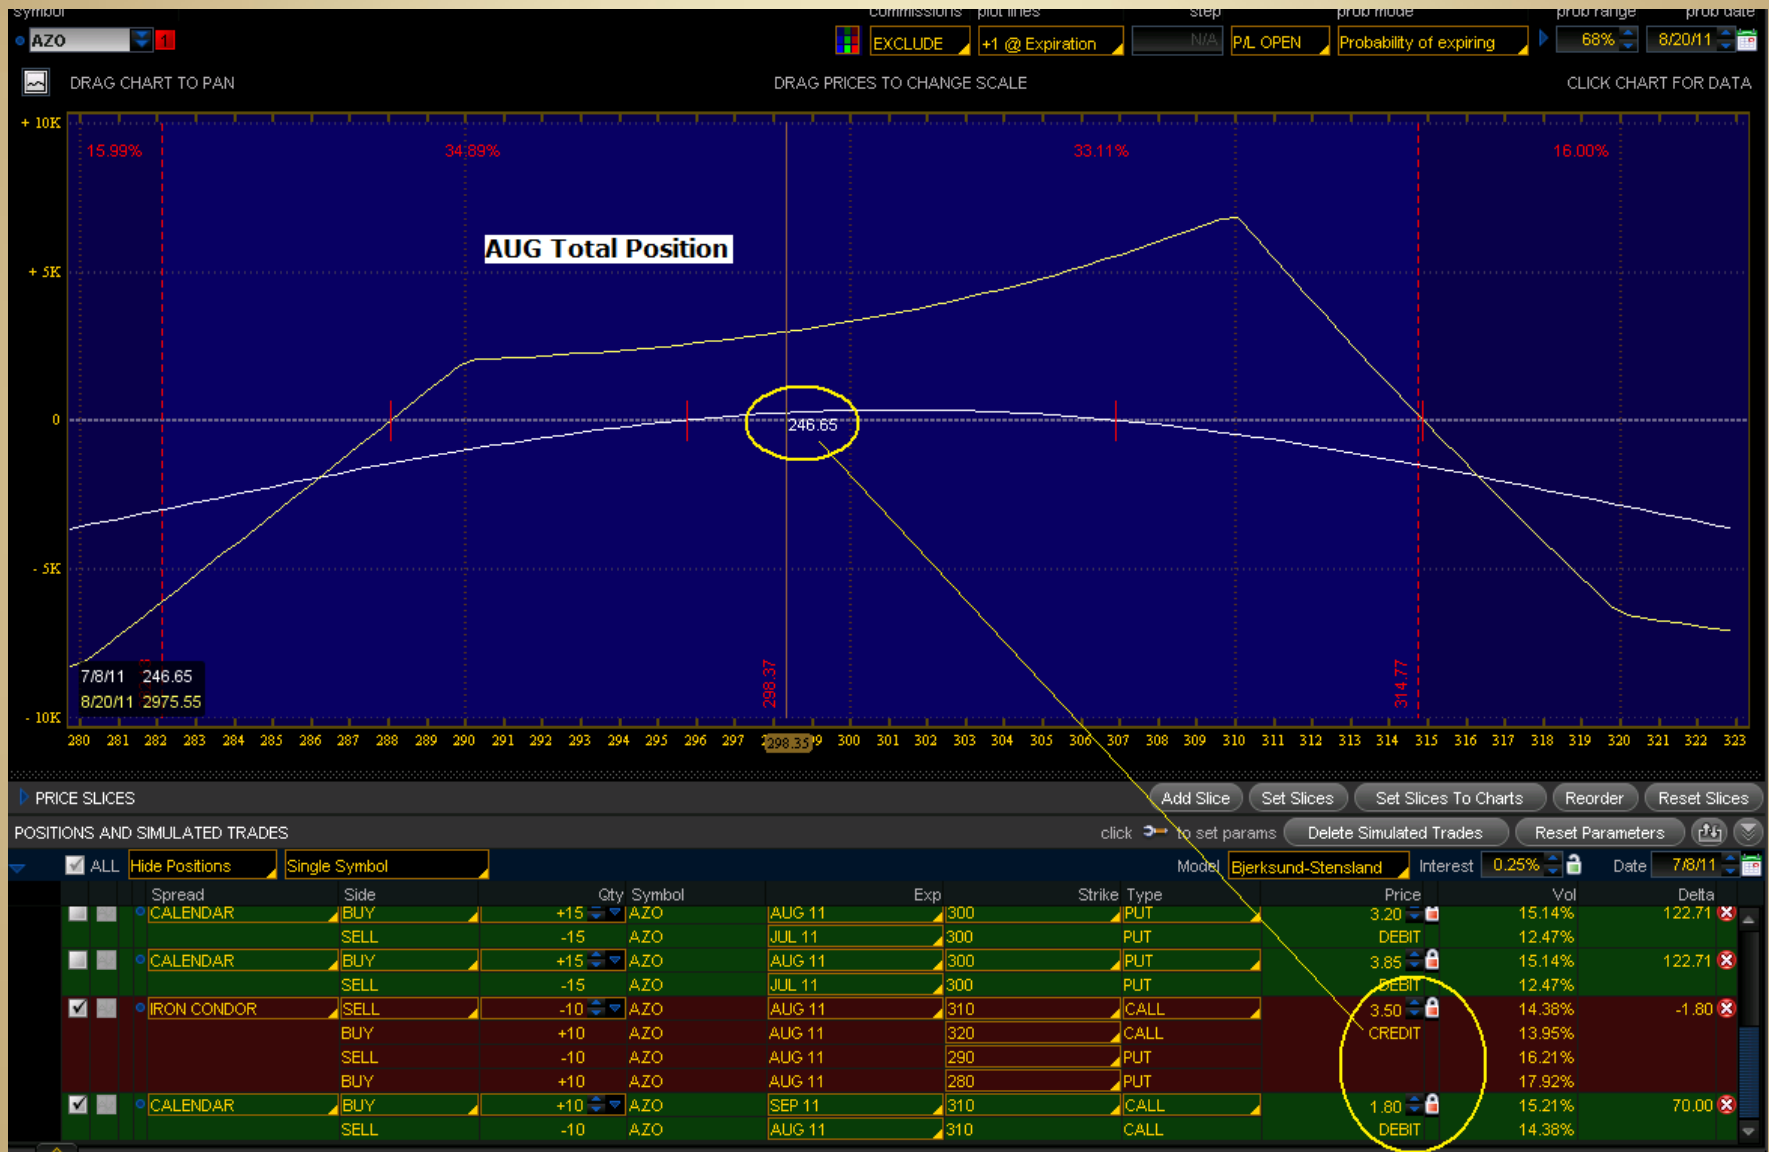 symbol commissions plot lines step prob mode prob range prob date
AZO 1 EXCLUDE +1 @ Expiration N/A P/L OPEN Probability of expiring 68% 8/20/11
DRAG CHART TO PAN DRAG PRICES TO CHANGE SCALE CLICK CHART FOR DATA
+ 10K
15.99% 34.89% 33.11% 16.00%
AUG Total Position
+ 5K
0
246.65
- 5K
298.37 314.77
7/8/11 246.65
8/20/11 2975.55
- 10K
280 281 282 283 284 285 286 287 288 289 290 291 292 293 294 295 296 297 298.35 300 301 302 303 304 305 306 307 308 309 310 311 312 313 314 315 316 317 318 319 320 321 322 323
PRICE SLICES Add Slice Set Slices Set Slices To Charts Reorder Reset Slices
POSITIONS AND SIMULATED TRADES click to set params Delete Simulated Trades Reset Parameters
ALL Hide Positions Single Symbol Model Bjerksund-Stensland Interest 0.25% Date 7/8/11
Spread Side Qty Symbol Exp Strike Type Price Vol Delta
CALENDAR BUY +15 AZO AUG 11 300 PUT 3.20 15.14% 122.71
SELL -15 AZO JUL 11 300 PUT DEBIT 12.47%
CALENDAR BUY +15 AZO AUG 11 300 PUT 3.85 15.14% 122.71
SELL -15 AZO JUL 11 300 PUT DEBIT 12.47%
IRON CONDOR SELL -10 AZO AUG 11 310 CALL 3.50 14.38% -1.80
BUY +10 AZO AUG 11 320 CALL CREDIT 13.95%
SELL -10 AZO AUG 11 290 PUT 16.21%
BUY +10 AZO AUG 11 280 PUT 17.92%
CALENDAR BUY +10 AZO SEP 11 310 CALL 1.80 15.21% 70.00
SELL -10 AZO AUG 11 310 CALL DEBIT 14.38%